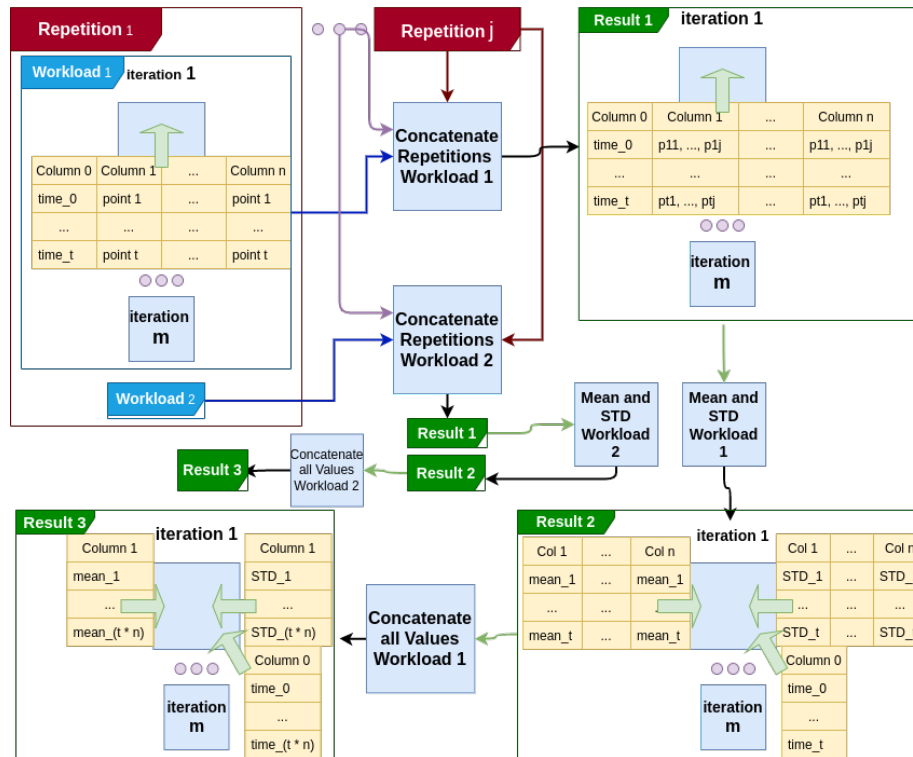 Repetition 1
Workload 1
iteration 1
Column 0 Column 1 ... Column n
time_0 point 1 ... point 1
... ... ... ...
time_t point t ... point t
iteration
m
Workload 2
Repetition j
Concatenate
Repetitions
Workload 1
Concatenate
Repetitions
Workload 2
Result 1
iteration 1
Column 0 Column 1 ... Column n
time_0 p11, ..., p1j ... p11, ..., p1j
... ... ... ...
time_t pt1, ..., ptj ... pt1, ..., ptj
iteration
m
Result 1
Mean and
STD
Workload
2
Mean and
STD
Workload
1
Result 2
Concatenate
all Values
Workload 2
Result 3
Result 3
iteration 1
Column 1
mean_1
...
mean_(t * n)
Column 1
STD_1
...
STD_(t * n)
Column 0
time_0
...
time_(t * n)
iteration
m
Concatenate
all Values
Workload 1
Result 2
iteration 1
Col 1 ... Col n
mean_1 ... mean_1
... ... ...
mean_t ... mean_t
Col 1 ... Col n
STD_1 ... STD_
... ... ...
STD_t ... STD_
Column 0
time_0
...
time_t
iteration
m